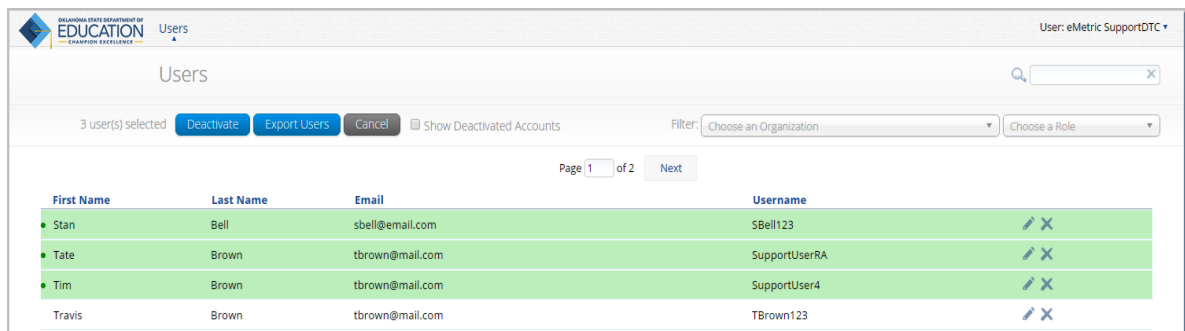 OKLAHOMA STATE DEPARTMENT OF
EDUCATION
CHAMPION EXCELLENCE
Users
User: eMetric SupportDTC
Users
3 user(s) selected Deactivate Export Users Cancel Show Deactivated Accounts Filter: Choose an Organization Choose a Role
Page 1 of 2 Next
First Name Last Name Email Username
Stan Bell sbell@email.com SBell123
Tate Brown tbrown@mail.com SupportUserRA
Tim Brown tbrown@mail.com SupportUser4
Travis Brown tbrown@mail.com TBrown123